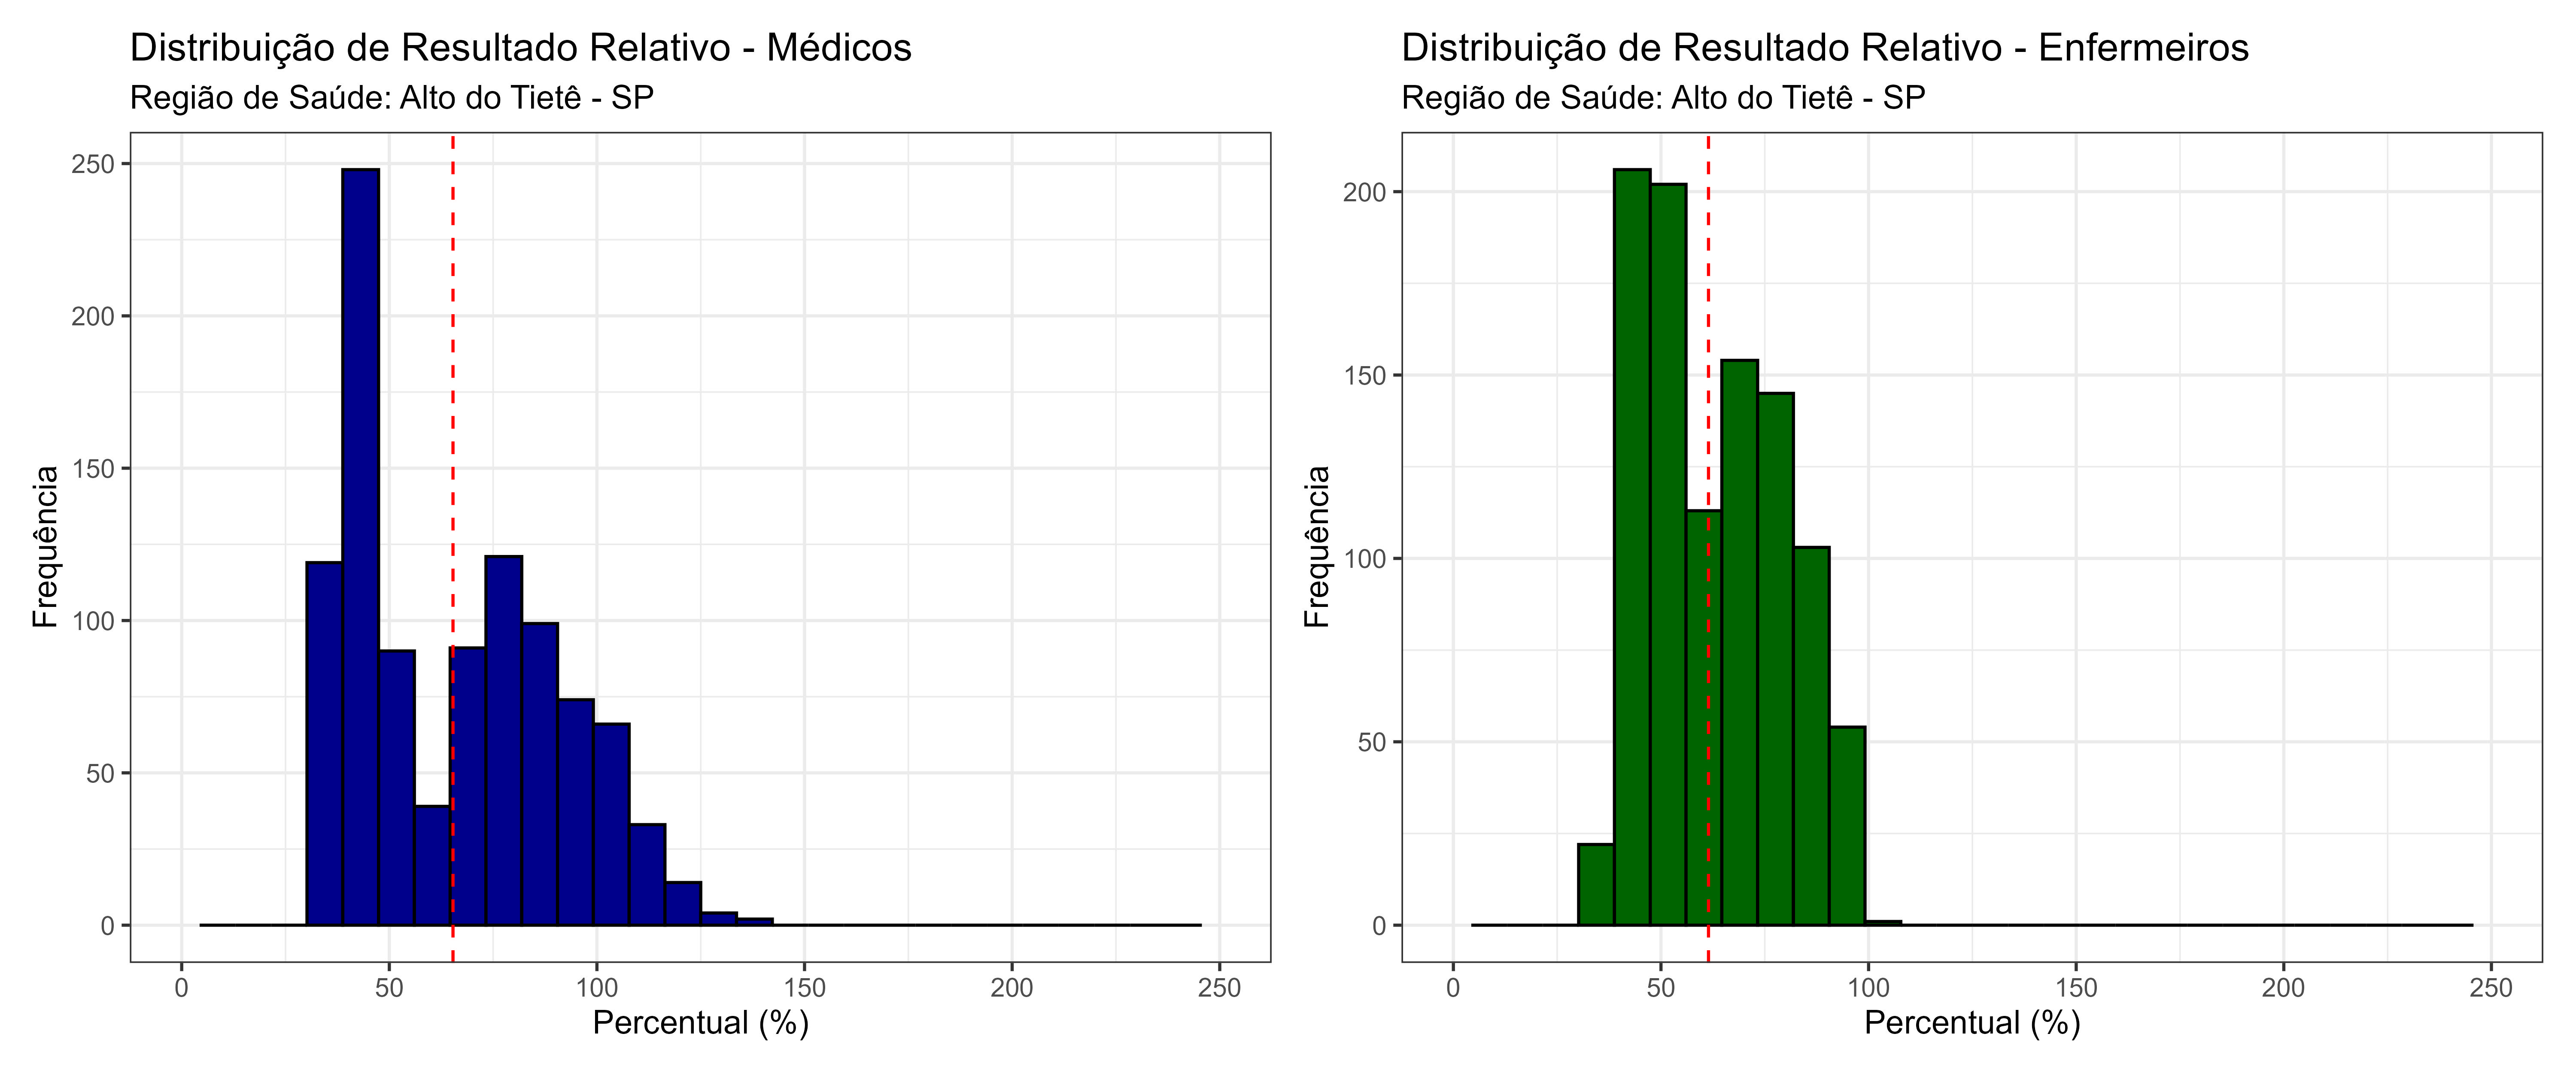 Distribuição de Resultado Relativo - Médicos
Região de Saúde: Alto do Tietê - SP
250
200
150
100
50
0
Frequência
0 50 100 150 200 250
Percentual (%)
Distribuição de Resultado Relativo - Enfermeiros
Região de Saúde: Alto do Tietê - SP
200
150
100
50
0
Frequência
0 50 100 150 200 250
Percentual (%)